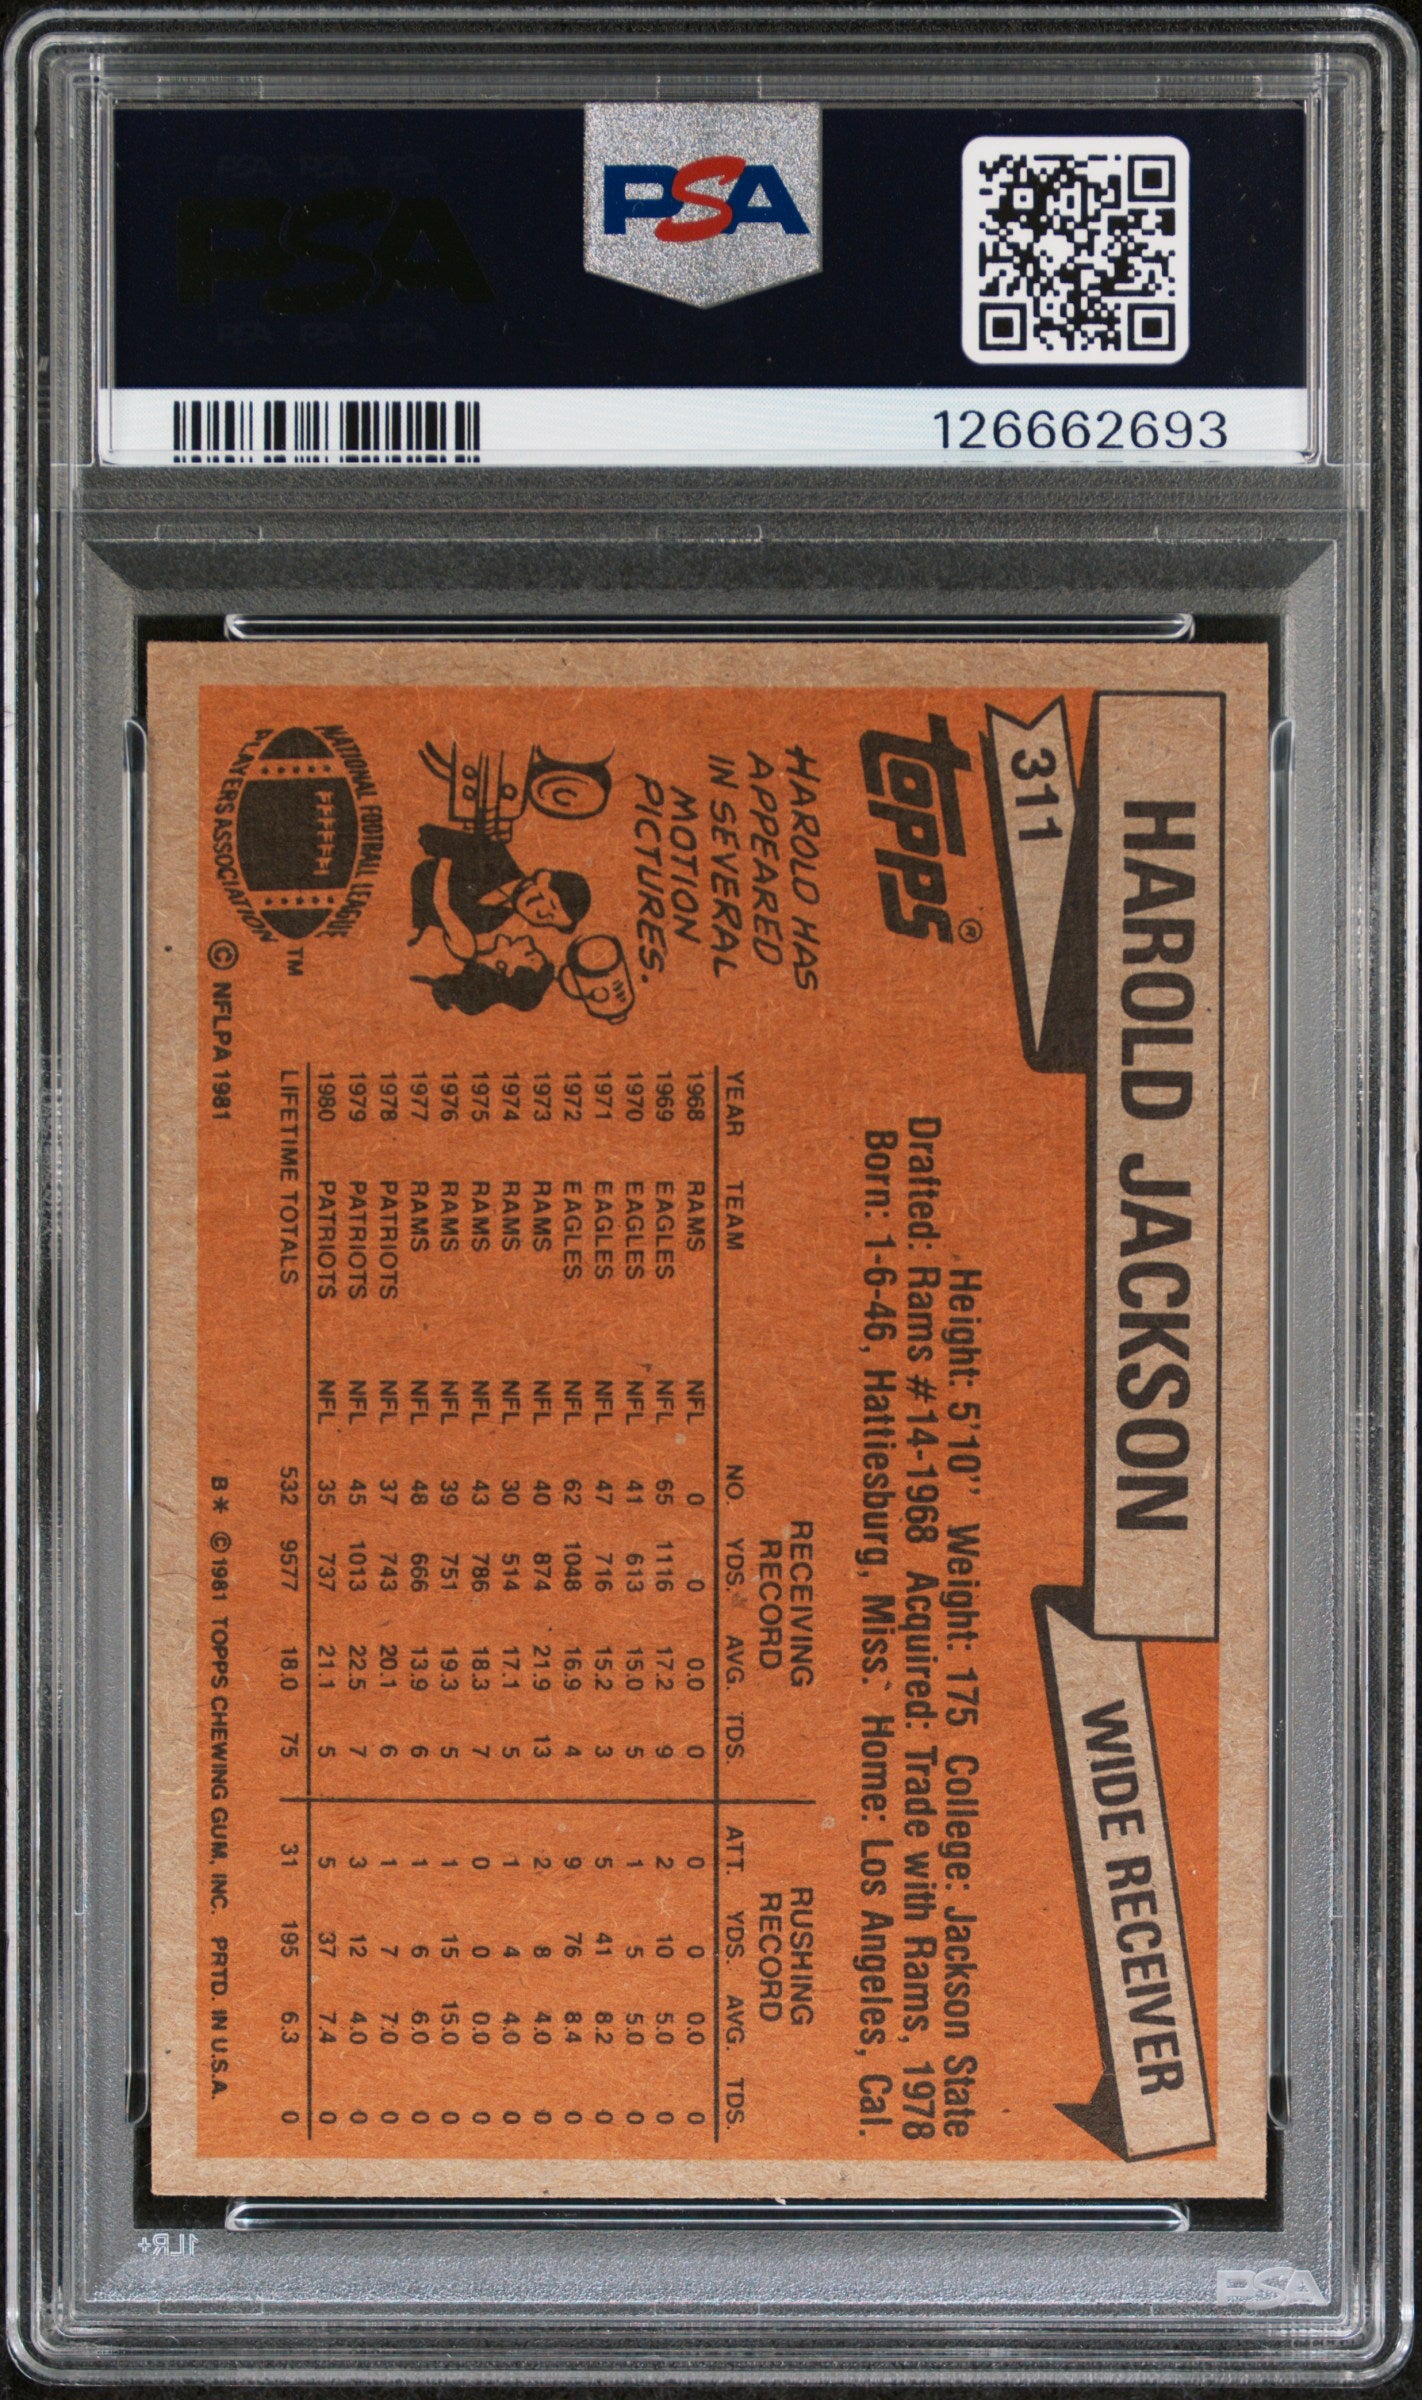 PSA
126662693
HAROLD JACKSON
WIDE RECEIVER
311
Topps®
Height: 5'10" Weight: 175 College: Jackson State
Drafted: Rams #14-1968 Acquired: Trade with Rams, 1978
Born: 1-6-46, Hattiesburg, Miss. Home: Los Angeles, Cal.
HAROLD HAS
APPEARED
IN SEVERAL
MOTION
PICTURES.
RECEIVING RECORD RUSHING RECORD
YEAR TEAM NO. YDS. AVG. TDS. ATT. YDS. AVG. TDS.
1968 RAMS NFL 0 0 0.0 0 0 0 0.0 0
1969 EAGLES NFL 65 1116 17.2 9 2 10 5.0 0
1970 EAGLES NFL 41 613 15.0 5 1 5 5.0 0
1971 EAGLES NFL 47 716 15.2 3 5 41 8.2 0
1972 EAGLES NFL 62 1048 16.9 4 9 76 8.4 0
1973 RAMS NFL 40 874 21.9 13 2 8 4.0 0
1974 RAMS NFL 30 514 17.1 5 1 4 4.0 0
1975 RAMS NFL 43 786 18.3 7 0 0 0.0 0
1976 RAMS NFL 39 751 19.3 5 1 15 15.0 0
1977 RAMS NFL 48 666 13.9 6 1 6 6.0 0
1978 PATRIOTS NFL 37 743 20.1 6 1 7 7.0 0
1979 PATRIOTS NFL 45 1013 22.5 7 3 12 4.0 0
1980 PATRIOTS NFL 35 737 21.1 5 5 37 7.4 0
LIFETIME TOTALS 532 9577 18.0 75 31 195 6.3 0
NATIONAL FOOTBALL LEAGUE
PLAYERS ASSOCIATION
TM
© NFLPA 1981
B* © 1981 TOPPS CHEWING GUM, INC. PRTD. IN U.S.A.
1LR+
PSA